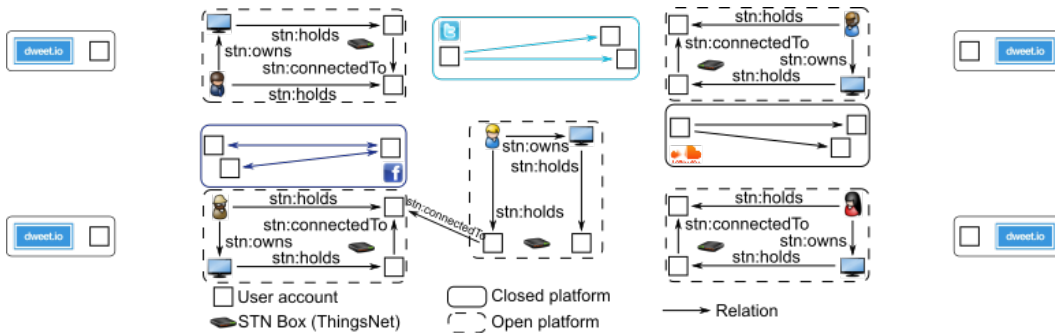 stn:holds
stn:owns
stn:connectedTo
stn:holds
dweet.io
stn:holds
stn:connectedTo
stn:owns
stn:holds
dweet.io
stn:owns
stn:holds
stn:holds
stn:connectedTo
stn:holds
stn:connectedTo
stn:owns
stn:holds
dweet.io
stn:holds
stn:connectedTo
stn:owns
stn:holds
dweet.io
User account
STN Box (ThingsNet)
Closed platform
Open platform
Relation